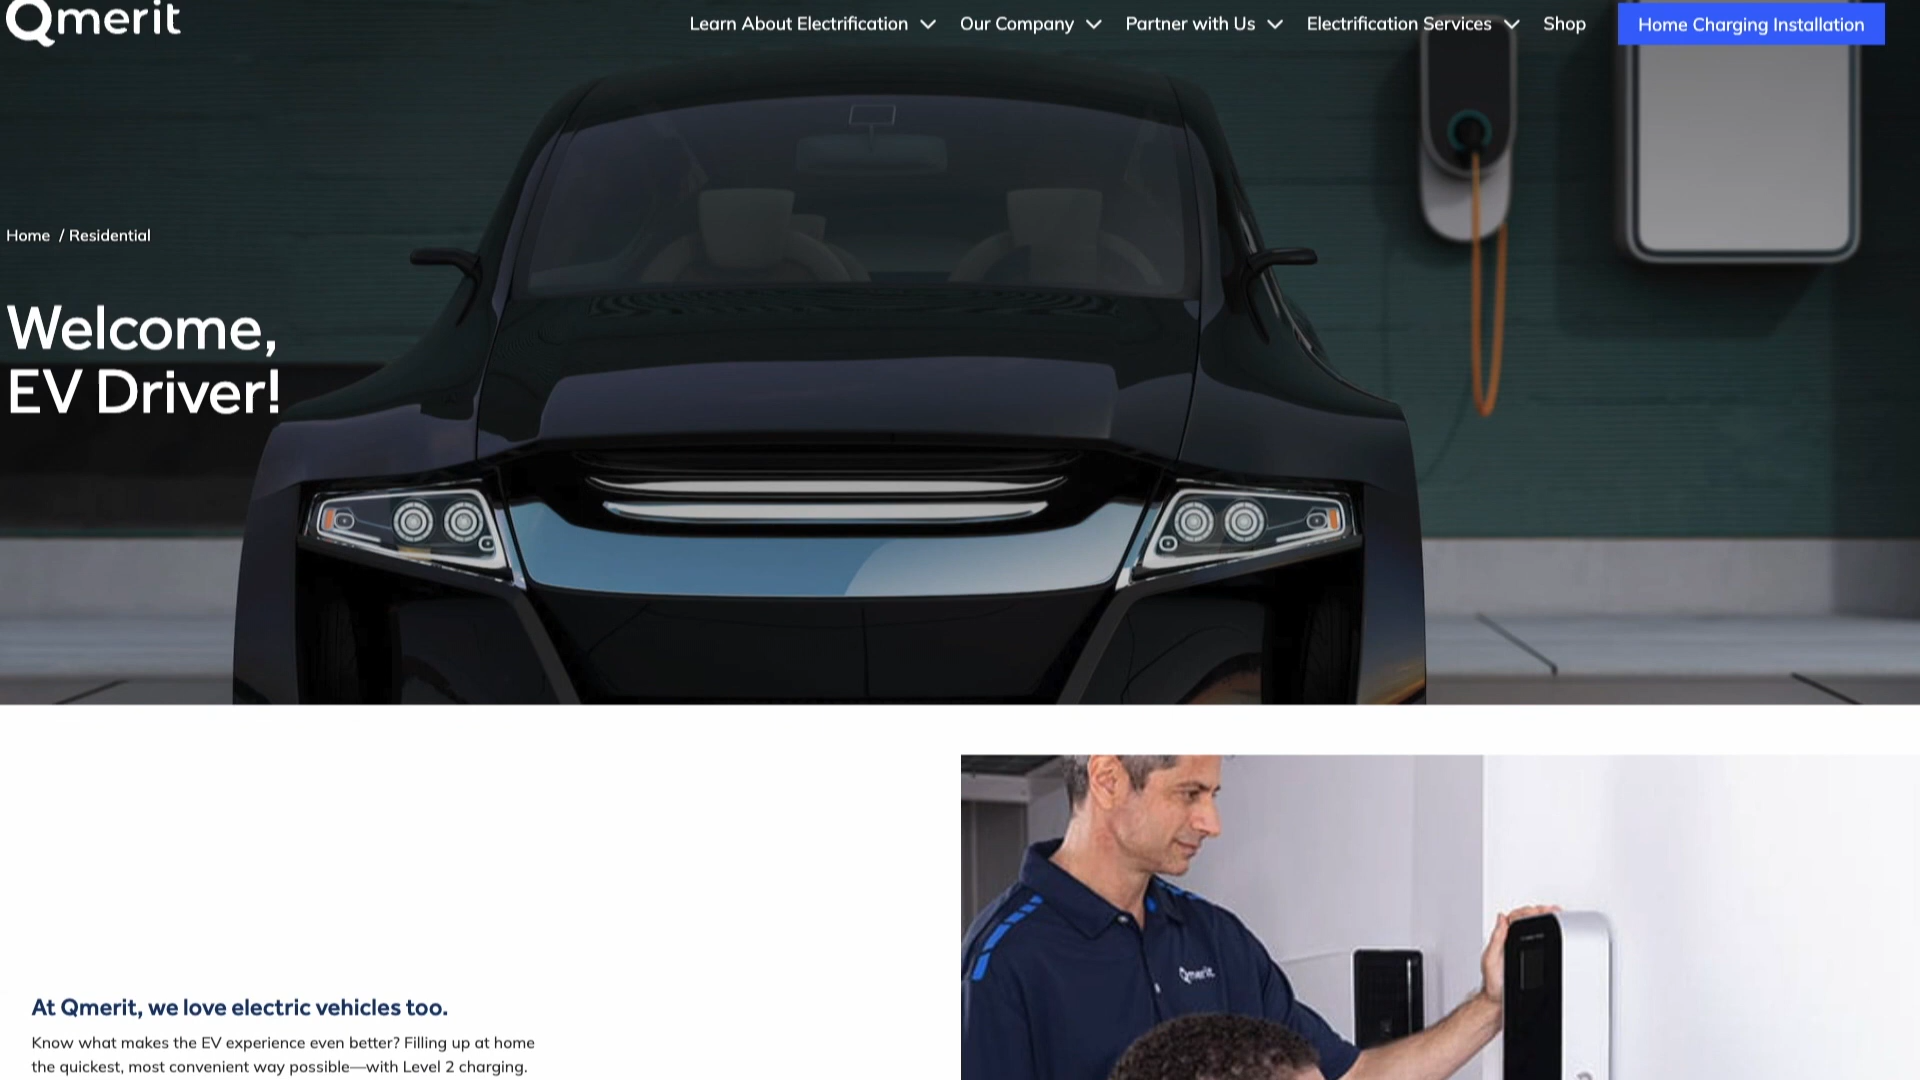 Qmerit
Learn About Electrification
Our Company
Partner with Us
Electrification Services
Shop
Home Charging Installation
Home / Residential
Welcome,
EV Driver!
At Qmerit, we love electric vehicles too.
Know what makes the EV experience even better? Filling up at home
the quickest, most convenient way possible—with Level 2 charging.
Qmerit